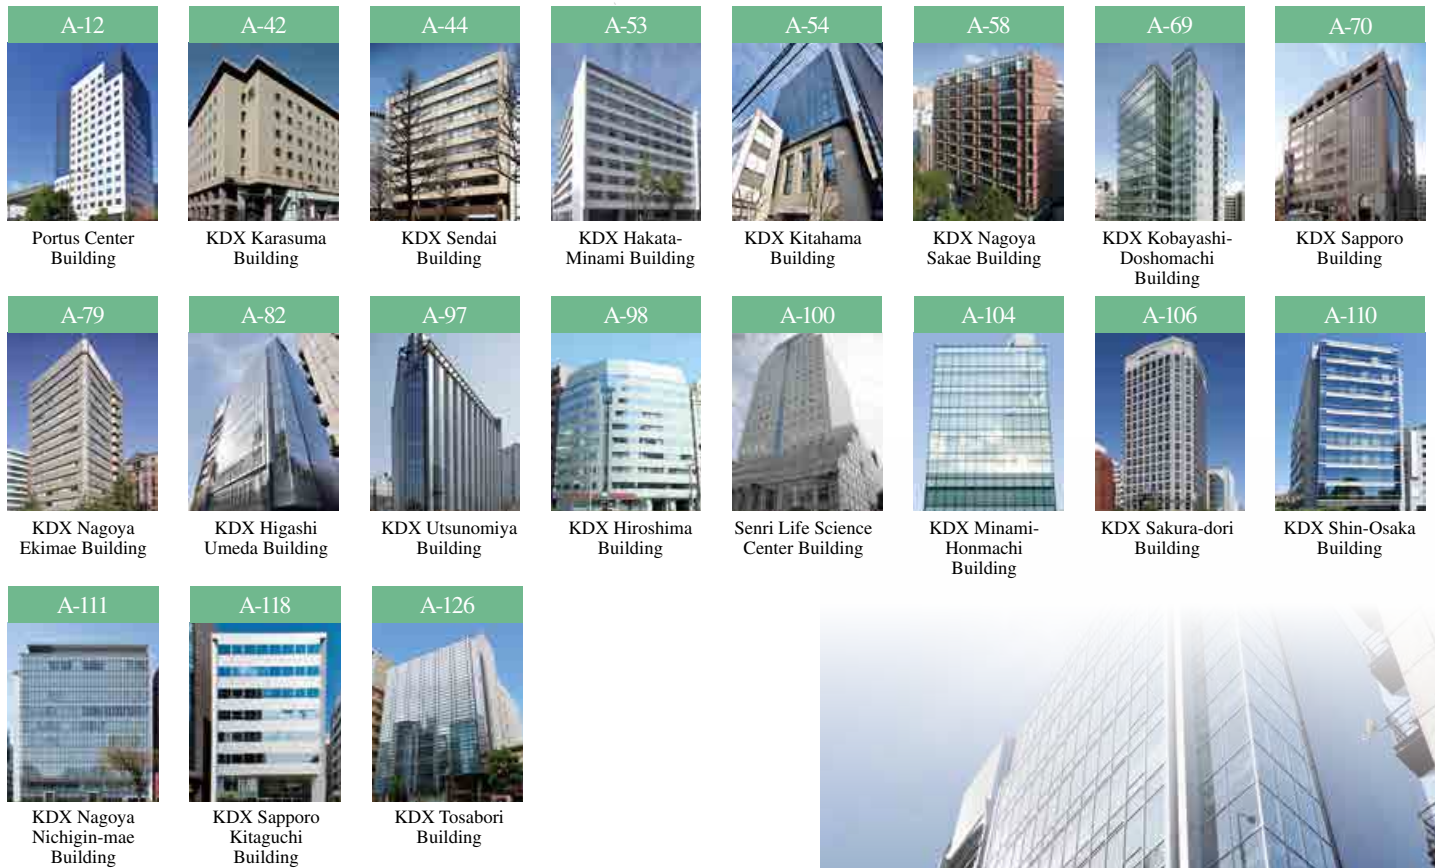 A-12
A-42
A-44
A-53
A-54
A-58
A-69
A-70
Portus Center
Building
KDX Karasuma
Building
KDX Sendai
Building
KDX Hakata-
Minami Building
KDX Kitahama
Building
KDX Nagoya
Sakae Building
KDX Kobayashi-
Doshomachi
Building
KDX Sapporo
Building
A-79
A-82
A-97
A-98
A-100
A-104
A-106
A-110
KDX Nagoya
Ekimae Building
KDX Higashi
Umeda Building
KDX Utsunomiya
Building
KDX Hiroshima
Building
Senri Life Science
Center Building
KDX Minami-
Honmachi
Building
KDX Sakura-dori
Building
KDX Shin-Osaka
Building
A-111
A-118
A-126
KDX Nagoya
Nichigin-mae
Building
KDX Sapporo
Kitaguchi
Building
KDX Tosabori
Building